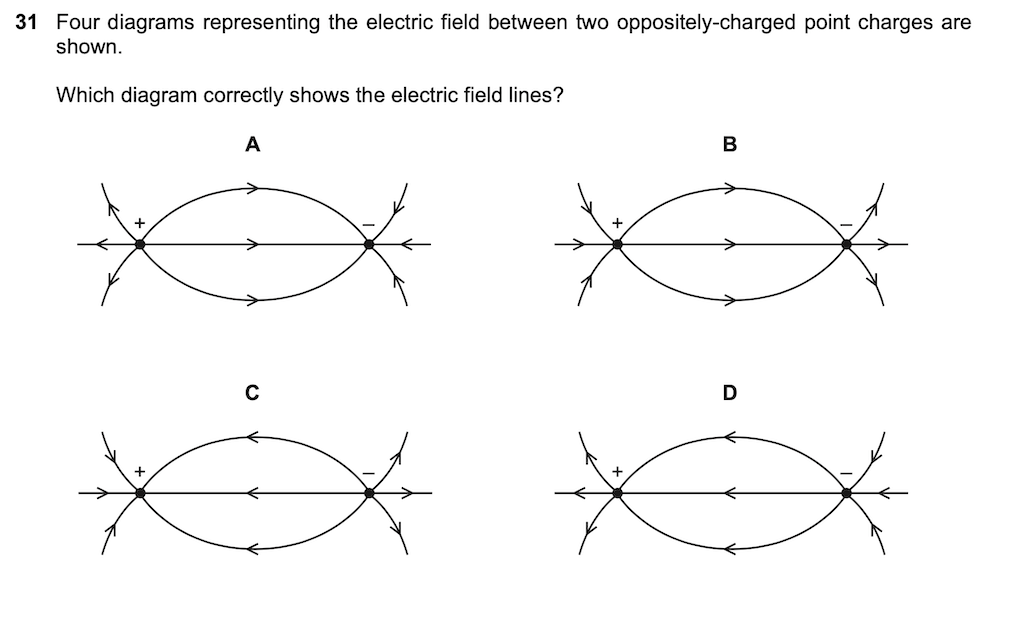 31 Four diagrams representing the electric field between two oppositely-charged point charges are
shown.
Which diagram correctly shows the electric field lines?
A B
+ − + −
C D
+ − + −